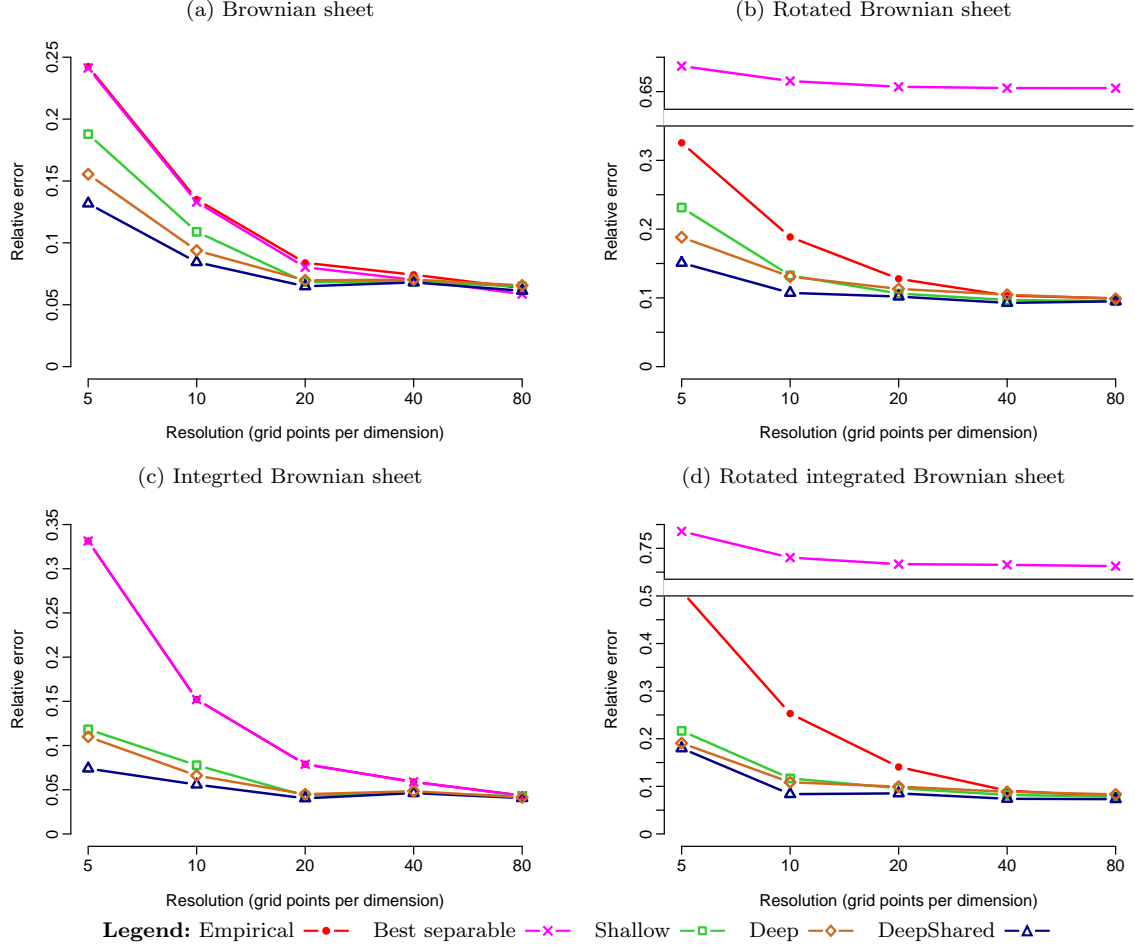 (a) Brownian sheet
0.25
0.2
0.15
0.1
0.05
0
Relative error
5 10 20 40 80
Resolution (grid points per dimension)
(b) Rotated Brownian sheet
0.65
0.3
0.2
0.1
0
Relative error
5 10 20 40 80
Resolution (grid points per dimension)
(c) Integrted Brownian sheet
0.35
0.3
0.25
0.2
0.15
0.1
0.05
0
Relative error
5 10 20 40 80
Resolution (grid points per dimension)
(d) Rotated integrated Brownian sheet
0.75
0.5
0.3
0.2
0.1
0
Relative error
5 10 20 40 80
Resolution (grid points per dimension)
Legend: Empirical Best separable Shallow Deep DeepShared